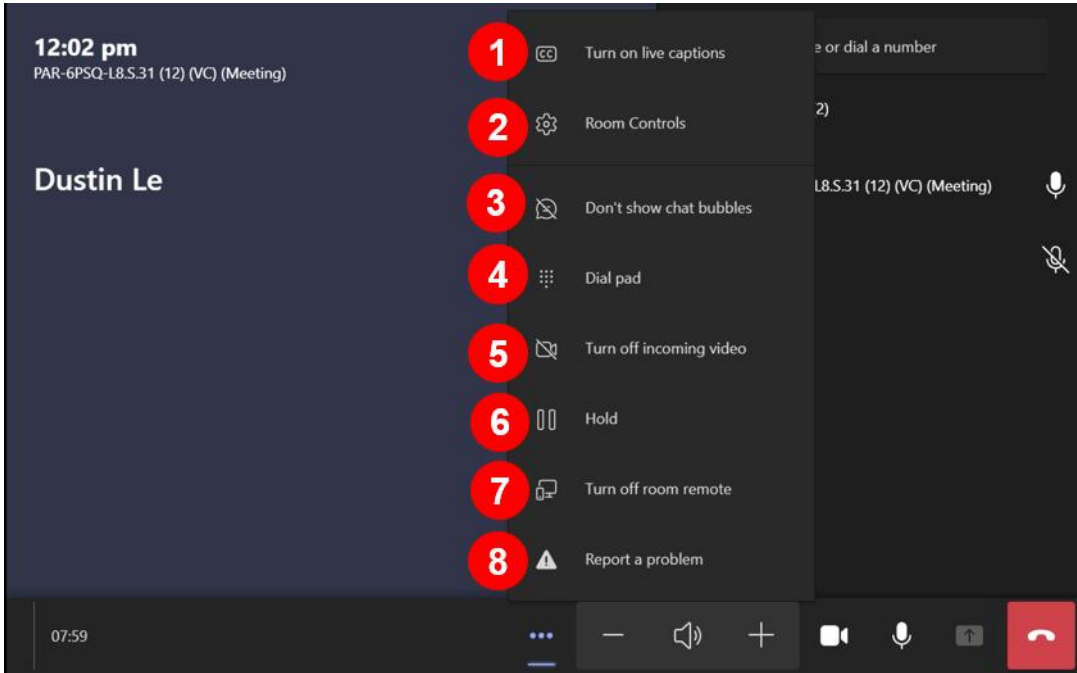 12:02 pm
PAR-6PSQ-L8.S.31 (12) (VC) (Meeting)
Dustin Le
1 CC Turn on live captions
2 Room Controls
3 Don't show chat bubbles
4 Dial pad
5 Turn off incoming video
6 Hold
7 Turn off room remote
8 Report a problem
e or dial a number
2)
L8.S.31 (12) (VC) (Meeting)
07:59